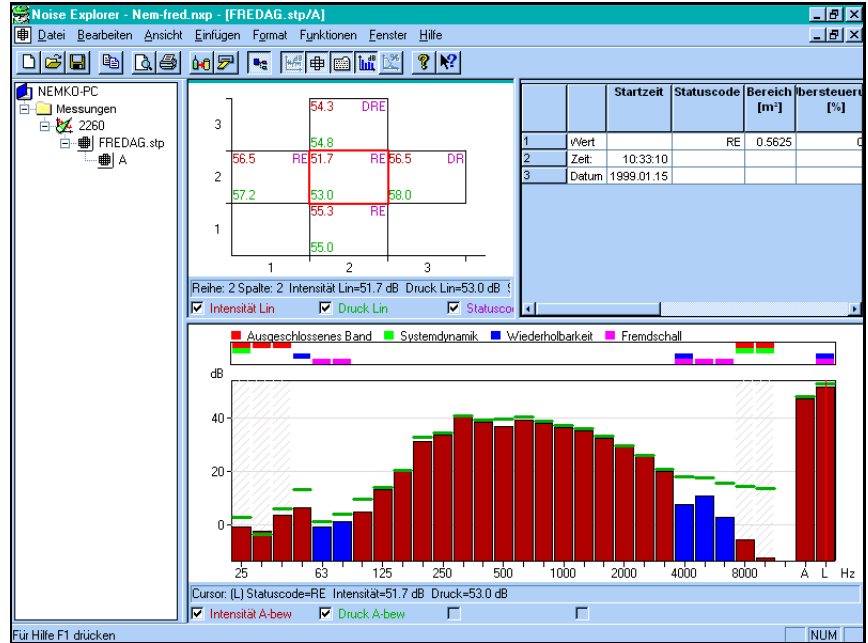 Noise Explorer - Nem-fred.nxp - [FREDAG.stp/A]
Datei Bearbeiten Ansicht Einfügen Format Funktionen Fenster Hilfe
NEMKO-PC
Messungen
2260
FREDAG.stp
A
54.3 DRE
3
54.8
56.5 RE 51.7 RE 56.5 DR
2
57.2 53.0 58.0
55.3 RE
1
55.0
1 2 3
Reihe: 2 Spalte: 2 Intensität Lin=51.7 dB Druck Lin=53.0 dB
Intensität Lin Druck Lin Statusco
Startzeit Statuscode Bereich Ibersteueru
[m²] [%]
1 Wert RE 0.5625 0
2 Zeit: 10:33:10
3 Datum 1999.01.15
Ausgeschlossenes Band Systemdynamik Wiederholbarkeit Fremdschall
dB
40
20
0
25 63 125 250 500 1000 2000 4000 8000 A L Hz
Cursor: (L) Statuscode=RE Intensität=51.7 dB Druck=53.0 dB
Intensität A-bew Druck A-bew
Für Hilfe F1 drücken NUM